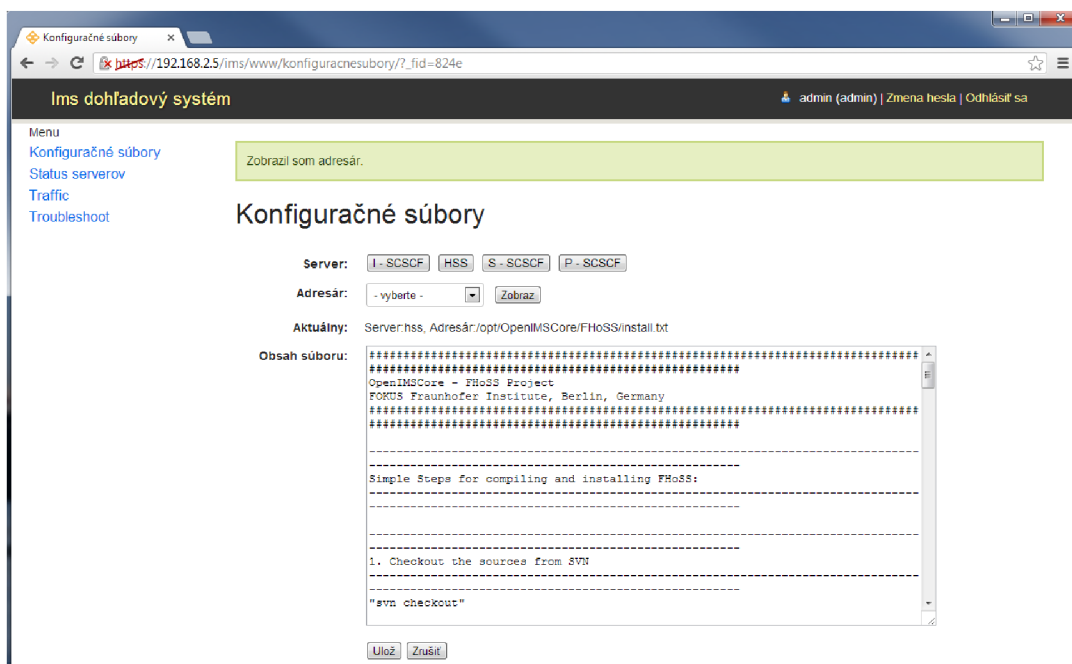 Konfiguračné súbory
https://192.168.2.5/ims/www/konfiguracnesubory/?_fid=824e
Ims dohľadový systém
admin (admin) | Zmena hesla | Odhlásiť sa
Menu
Konfiguračné súbory
Status serverov
Traffic
Troubleshoot
Zobrazil som adresár.
Konfiguračné súbory
Server: I - SCSCF HSS S - SCSCF P - SCSCF
Adresár: - vyberte - Zobraz
Aktuálny: Server:hss, Adresár:/opt/OpenIMSCore/FHoSS/install.txt
Obsah súboru:
################################################################################
######################################################
OpenIMSCore - FHoSS Project
FOKUS Fraunhofer Institute, Berlin, Germany
################################################################################
######################################################
--------------------------------------------------------------------------------
------------------------------------------------------
Simple Steps for compiling and installing FHoSS:
--------------------------------------------------------------------------------
------------------------------------------------------
--------------------------------------------------------------------------------
------------------------------------------------------
1. Checkout the sources from SVN
--------------------------------------------------------------------------------
------------------------------------------------------
"svn checkout"
Ulož Zrušiť